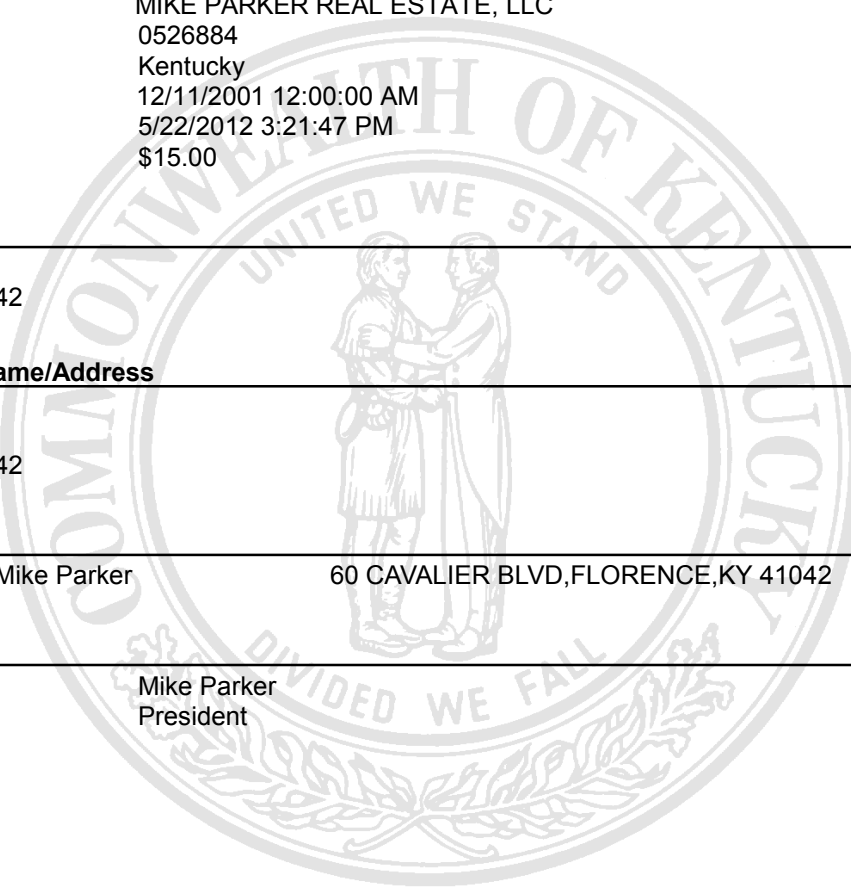 MIKE PARKER REAL ESTATE, LLC
0526884
Kentucky
12/11/2001 12:00:00 AM
5/22/2012 3:21:47 PM
$15.00
42
ame/Address
42
Mike Parker 60 CAVALIER BLVD,FLORENCE,KY 41042
Mike Parker
President
COMMONWEALTH OF KENTUCKY
UNITED WE STAND
DIVIDED WE FALL